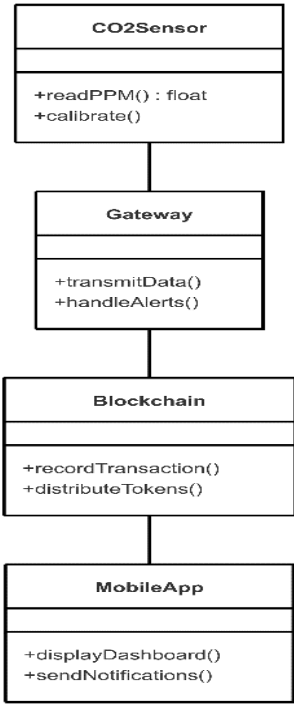 CO2Sensor
+readPPM() : float
+calibrate()
Gateway
+transmitData()
+handleAlerts()
Blockchain
+recordTransaction()
+distributeTokens()
MobileApp
+displayDashboard()
+sendNotifications()